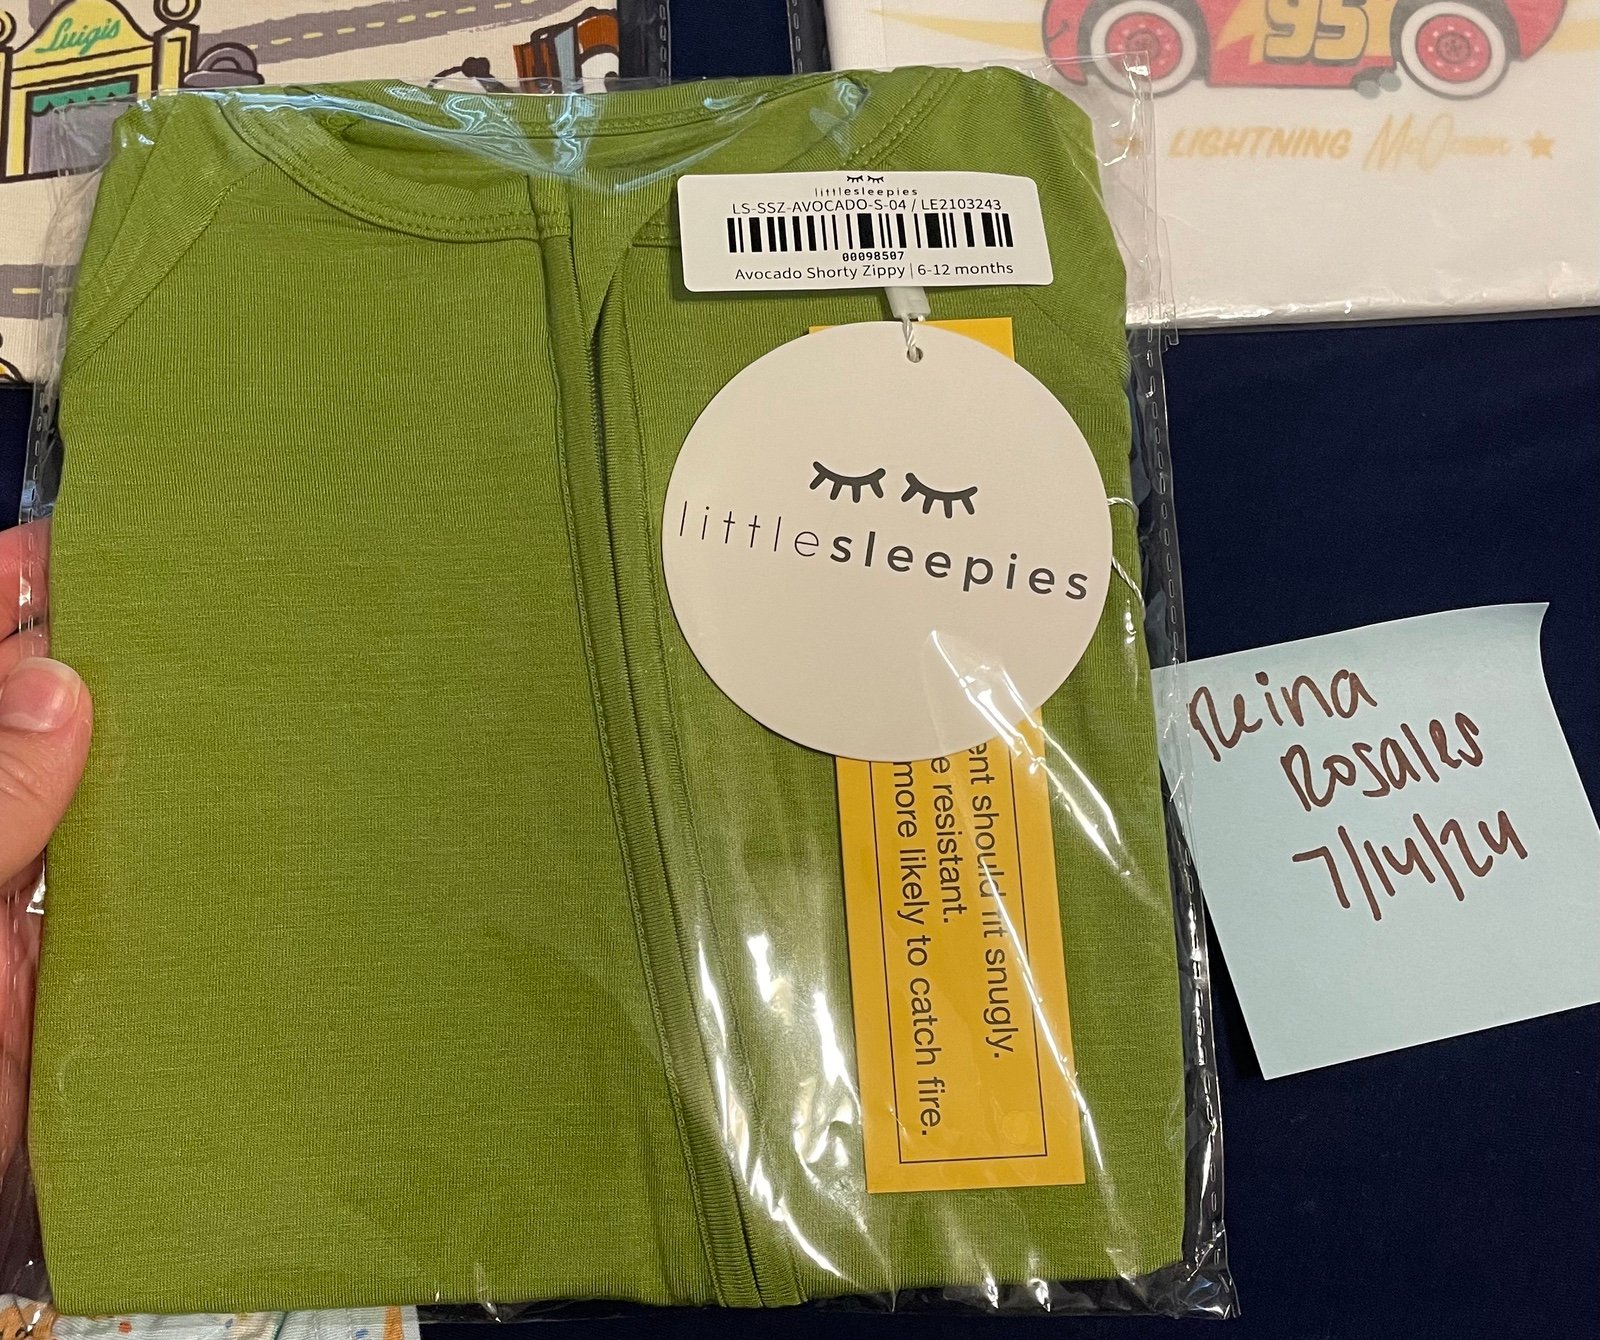 Luigis
95
LIGHTNING McQueen
littlesleepies
LS-SSZ-AVOCADO-S-04 / LE2103243
00098507
Avocado Shorty Zippy | 6-12 months
littlesleepies
ent should fit snugly.
e resistant.
more likely to catch fire.
Reina
Rosales
7/14/24